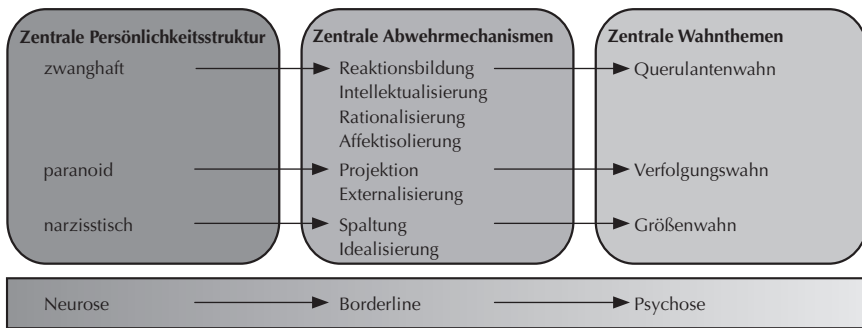 Zentrale Persönlichkeitsstruktur
zwanghaft
paranoid
narzisstisch
Zentrale Abwehrmechanismen
Reaktionsbildung
Intellektualisierung
Rationalisierung
Affektisolierung
Projektion
Externalisierung
Spaltung
Idealisierung
Zentrale Wahnthemen
Querulantenwahn
Verfolgungswahn
Größenwahn
Neurose
Borderline
Psychose